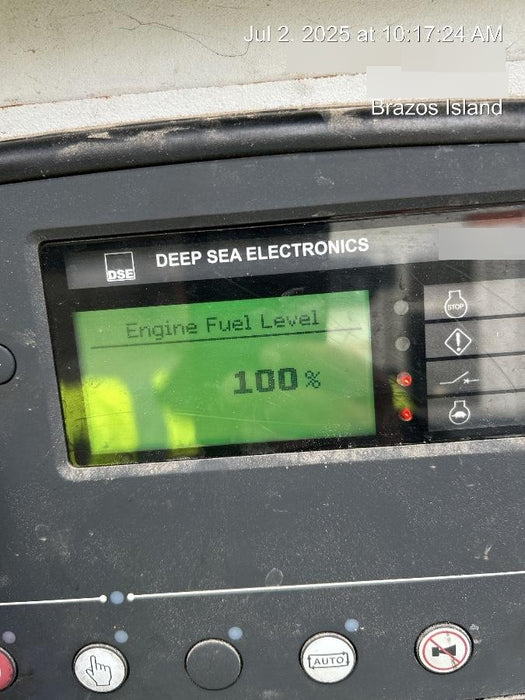 Jul 2, 2025 at 10:17:24 AM
Brazos Island
DSE
DEEP SEA ELECTRONICS
Engine Fuel Level
100%
STOP
AUTO